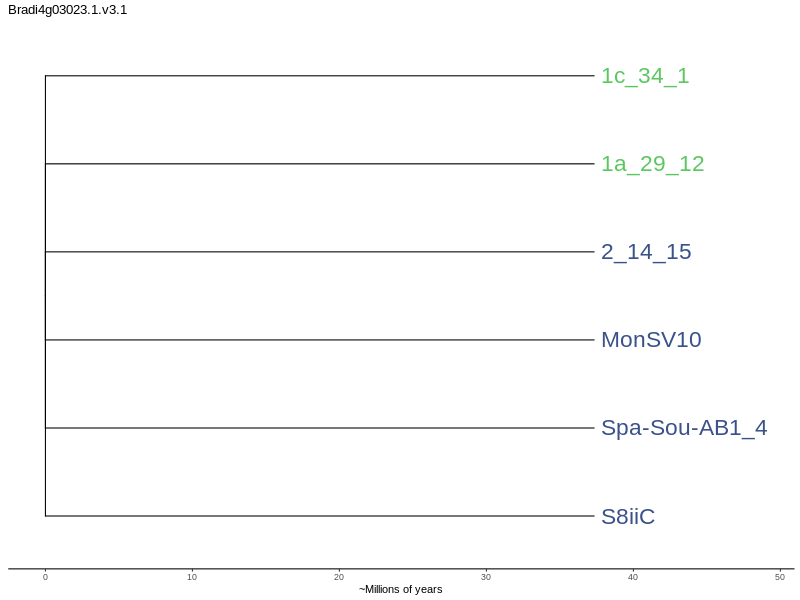 Bradi4g03023.1.v3.1
1c_34_1
1a_29_12
2_14_15
MonSV10
Spa-Sou-AB1_4
S8iiC
0 10 20 30 40 50
~Millions of years